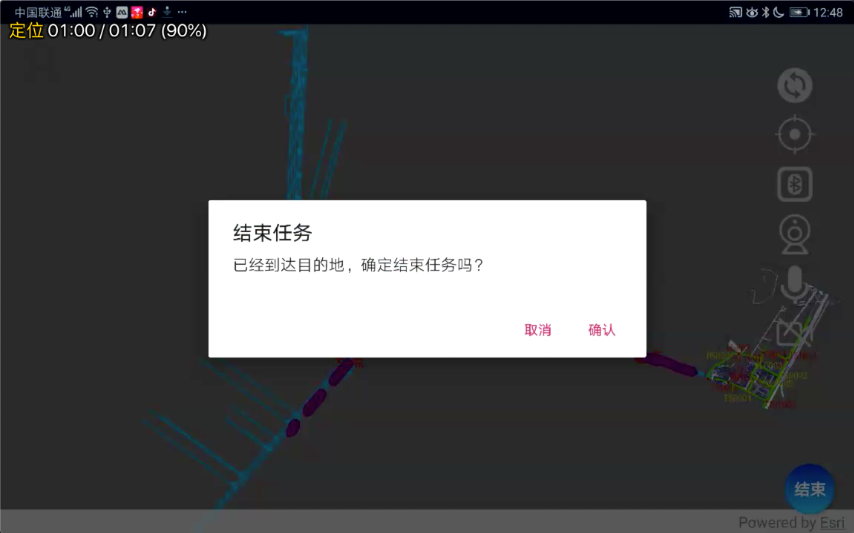 中国联通 4G 12:48
定位 01:00 / 01:07 (90%)
结束任务
已经到达目的地，确定结束任务吗？
取消 确认
结束
Powered by Esri